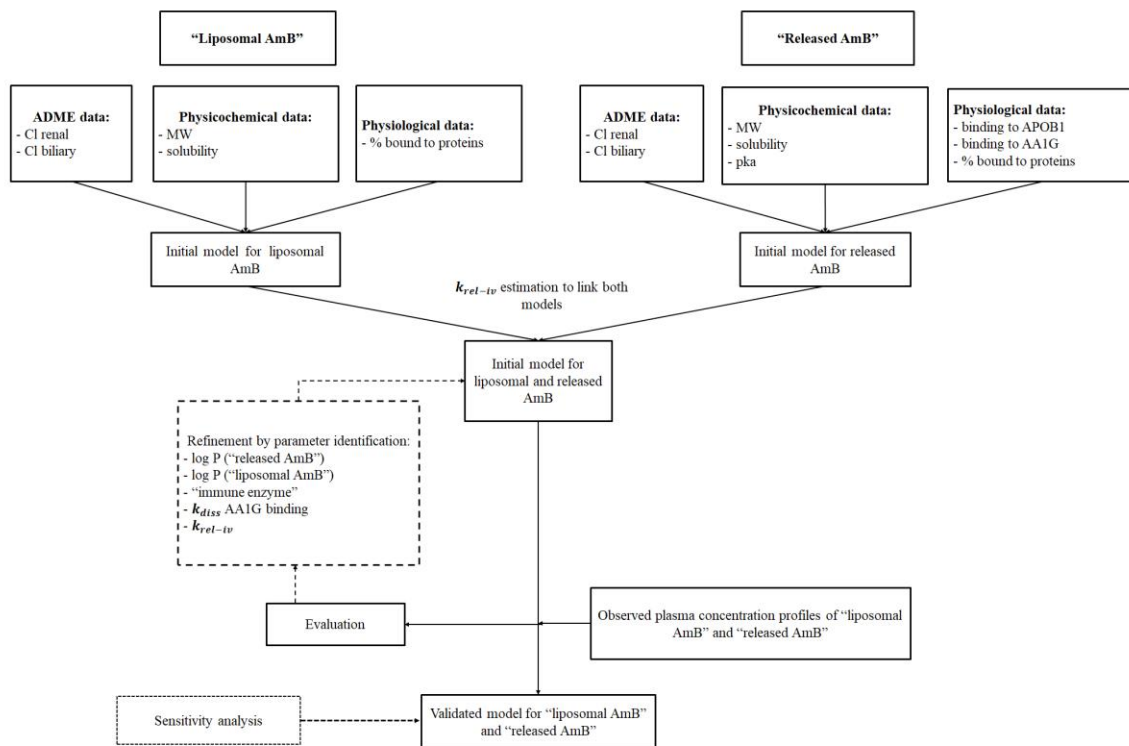 “Liposomal AmB”
“Released AmB”
ADME data:
- Cl renal
- Cl biliary
Physicochemical data:
- MW
- solubility
Physiological data:
- % bound to proteins
ADME data:
- Cl renal
- Cl biliary
Physicochemical data:
- MW
- solubility
- pka
Physiological data:
- binding to APOB1
- binding to AA1G
- % bound to proteins
Initial model for liposomal
AmB
Initial model for released
AmB
k_rel-iv estimation to link both
models
Initial model for
liposomal and released
AmB
Refinement by parameter identification:
- log P (“released AmB”)
- log P (“liposomal AmB”)
- “immune enzyme”
- k_diss AA1G binding
- k_rel-iv
Evaluation
Observed plasma concentration profiles of “liposomal
AmB” and “released AmB”
Sensitivity analysis
Validated model for “liposomal AmB”
and “released AmB”